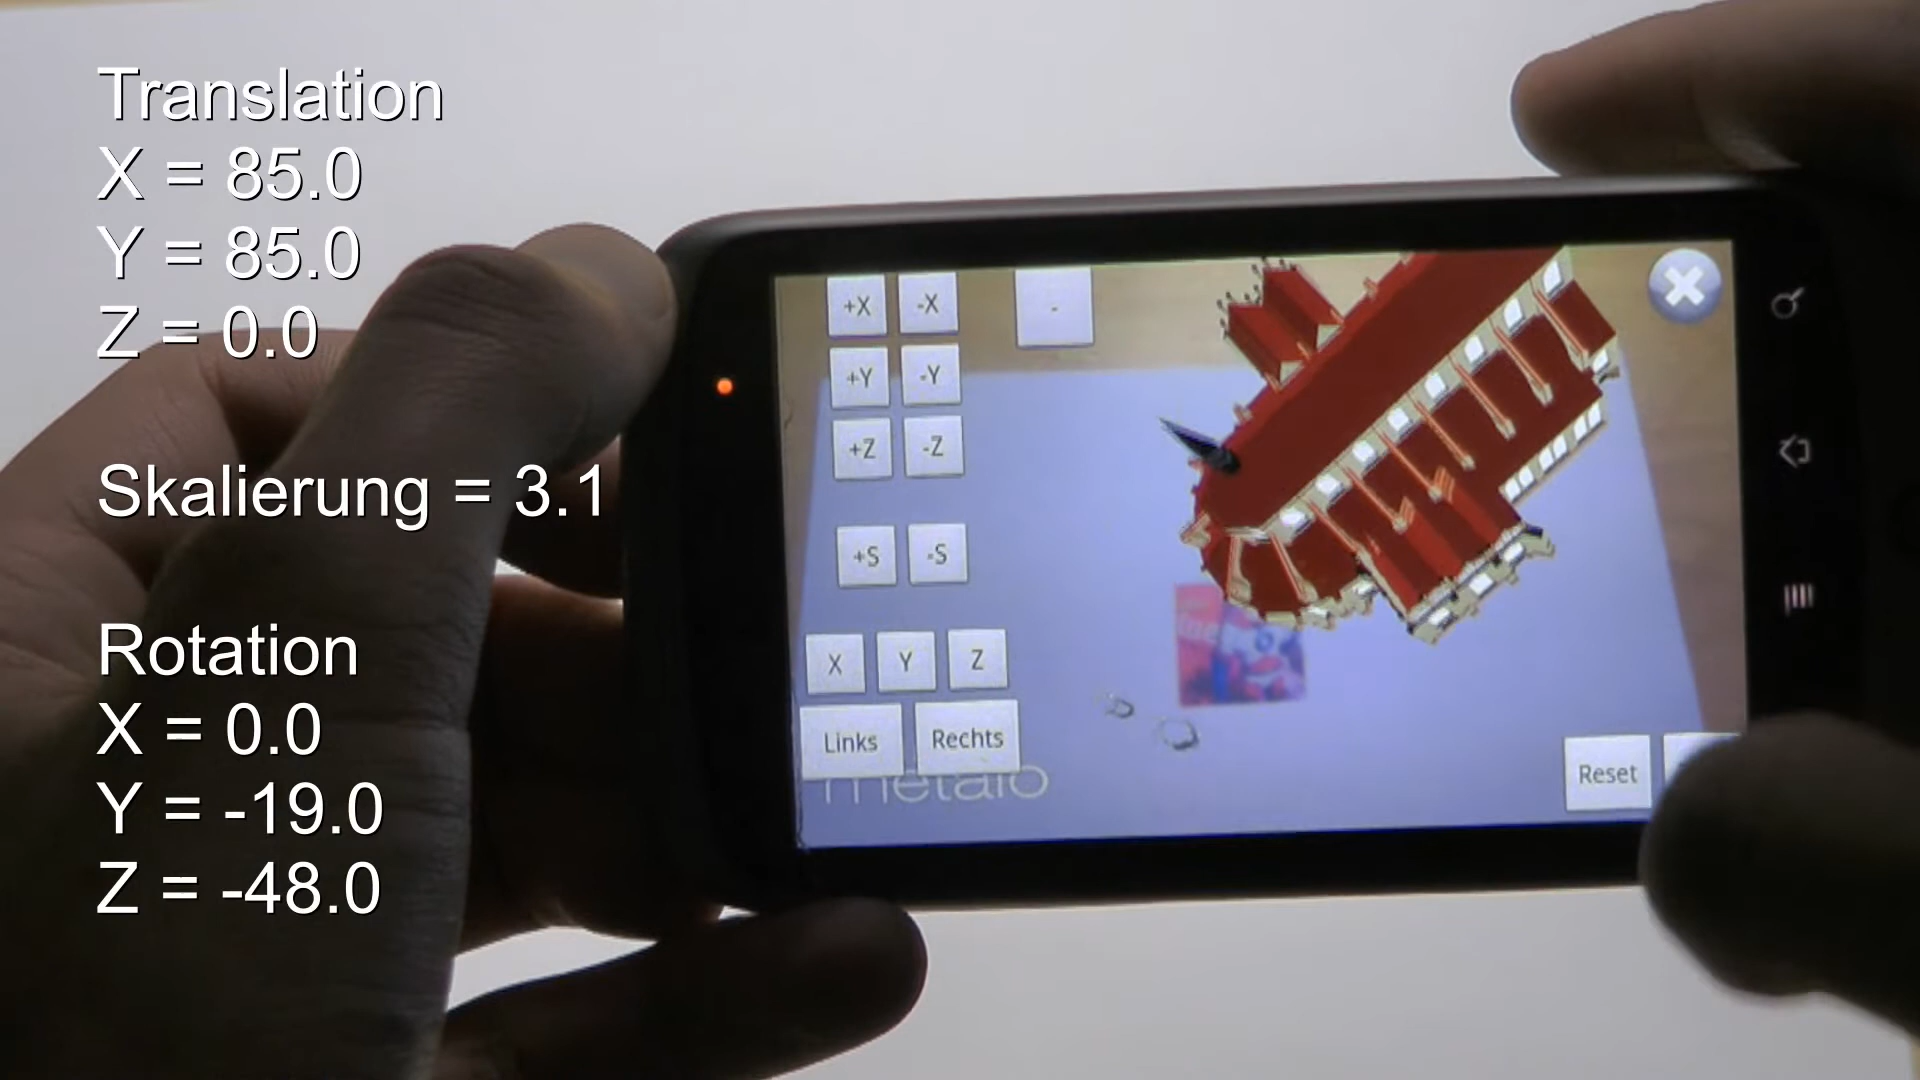 Translation
X = 85.0
Y = 85.0
Z = 0.0
Skalierung = 3.1
Rotation
X = 0.0
Y = -19.0
Z = -48.0
+X -X -
+Y -Y
+Z -Z
+S -S
X Y Z
Links Rechts
metaio
Reset